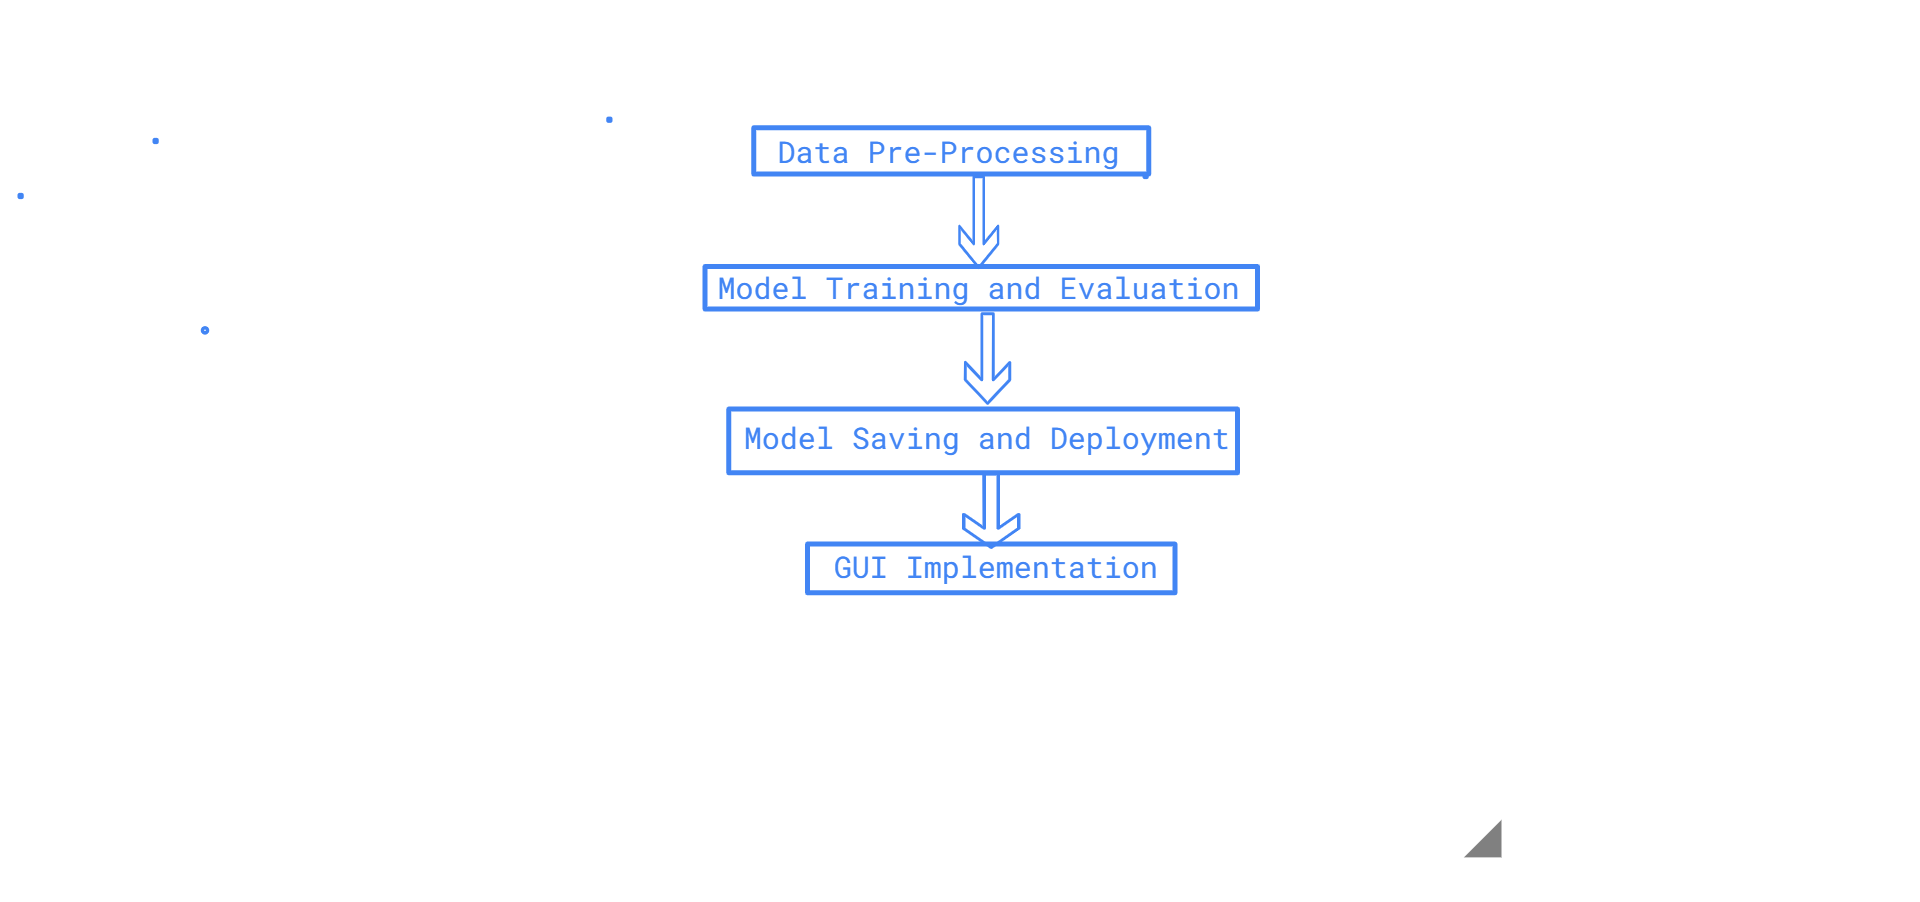 Data Pre-Processing
Model Training and Evaluation
Model Saving and Deployment
GUI Implementation